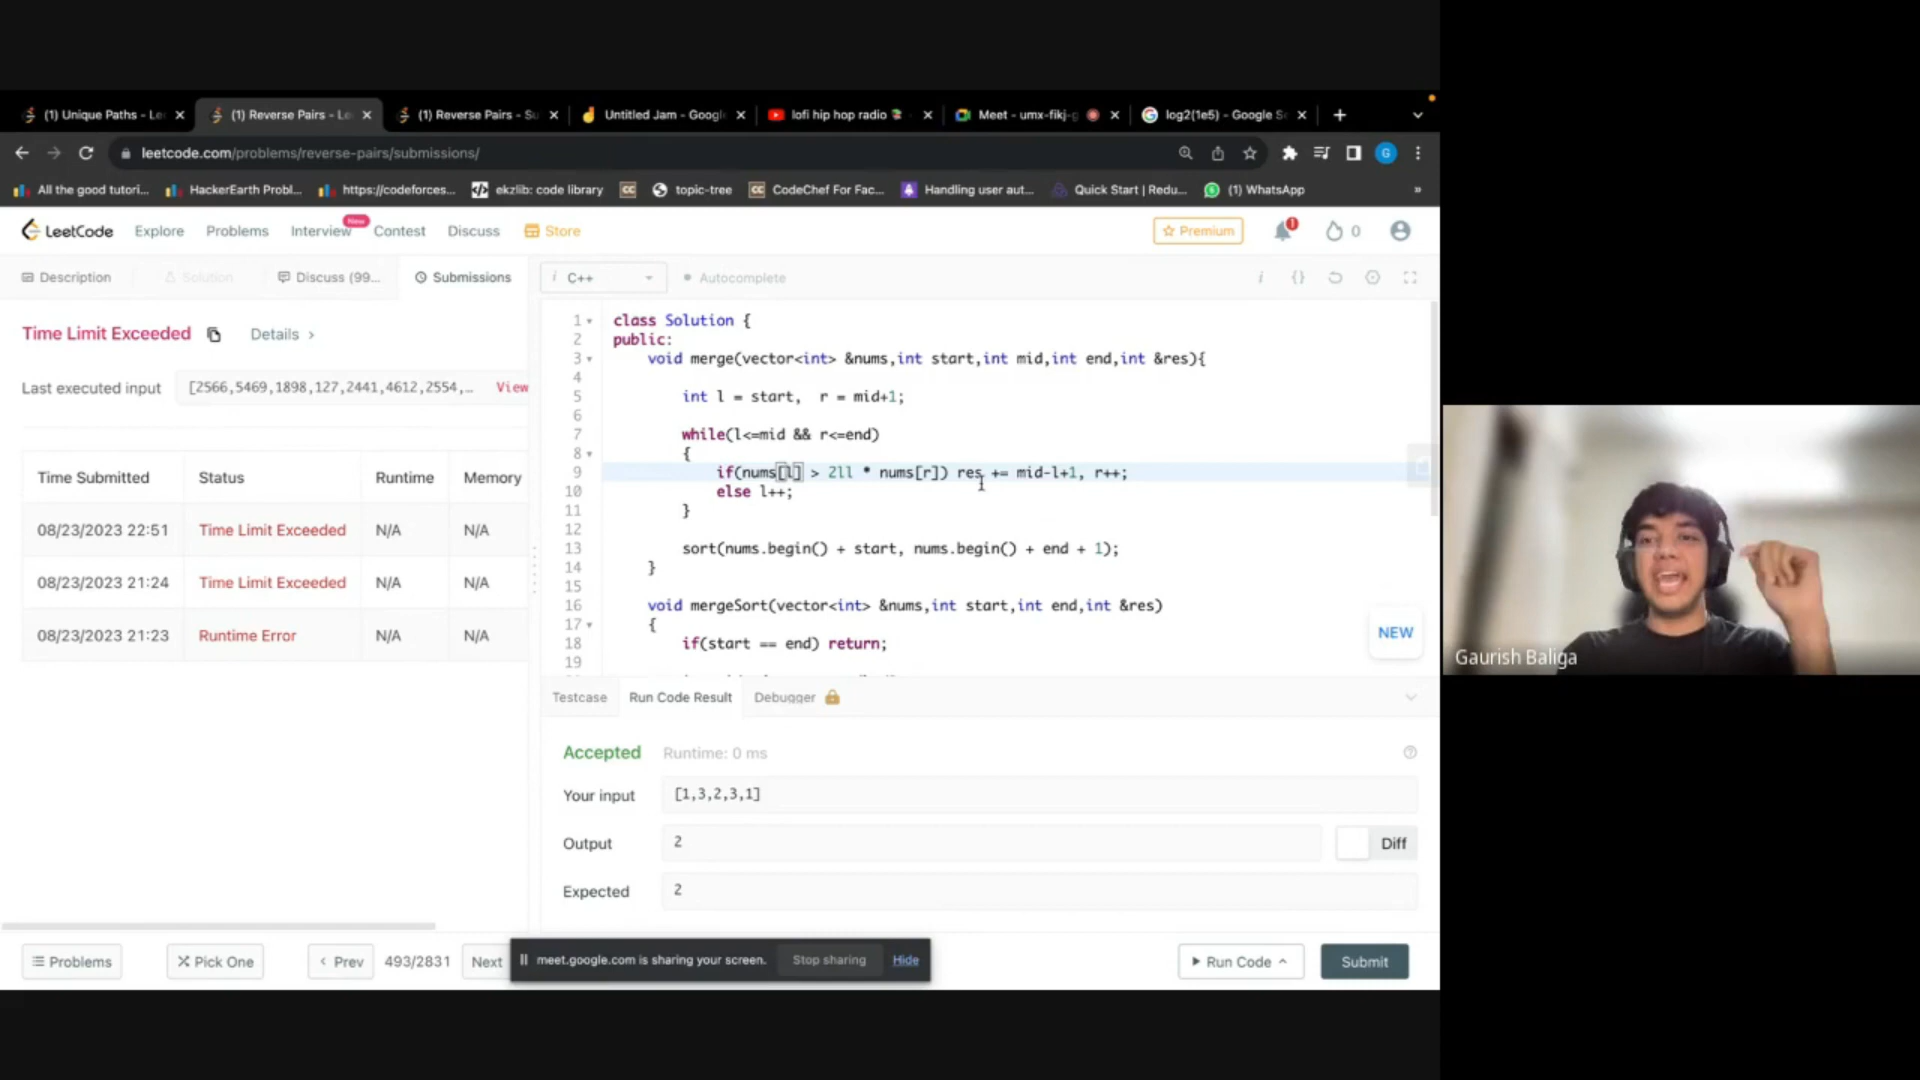 (1) Unique Paths - Le
(1) Reverse Pairs - Le
(1) Reverse Pairs - Su
Untitled Jam - Google
lofi hip hop radio
Meet - umx-fikj-g
log2(1e5) - Google Se
leetcode.com/problems/reverse-pairs/submissions/
G
All the good tutori...
HackerEarth Probl...
https://codeforces...
ekzlib: code library
CC
topic-tree
CC
CodeChef For Fac...
Handling user aut...
Quick Start | Redu...
(1) WhatsApp
»
LeetCode
Explore
Problems
Interview
New
Contest
Discuss
Store
Premium
1
0
Description
Solution
Discuss (99...
Submissions
i C++
Autocomplete
Time Limit Exceeded
Details >
Last executed input
[2566,5469,1898,127,2441,4612,2554,...
View
Time Submitted Status Runtime Memory
08/23/2023 22:51 Time Limit Exceeded N/A N/A
08/23/2023 21:24 Time Limit Exceeded N/A N/A
08/23/2023 21:23 Runtime Error N/A N/A
1 class Solution {
2 public:
3 void merge(vector<int> &nums,int start,int mid,int end,int &res){
4
5 int l = start, r = mid+1;
6
7 while(l<=mid && r<=end)
8 {
9 if(nums[l] > 2ll * nums[r]) res += mid-l+1, r++;
10 else l++;
11 }
12
13 sort(nums.begin() + start, nums.begin() + end + 1);
14 }
15
16 void mergeSort(vector<int> &nums,int start,int end,int &res)
17 {
18 if(start == end) return;
19
NEW
Testcase
Run Code Result
Debugger
Accepted
Runtime: 0 ms
Your input
[1,3,2,3,1]
Output
2
Diff
Expected
2
Problems
Pick One
< Prev
493/2831
Next
meet.google.com is sharing your screen.
Stop sharing
Hide
Run Code
Submit
Gaurish Baliga